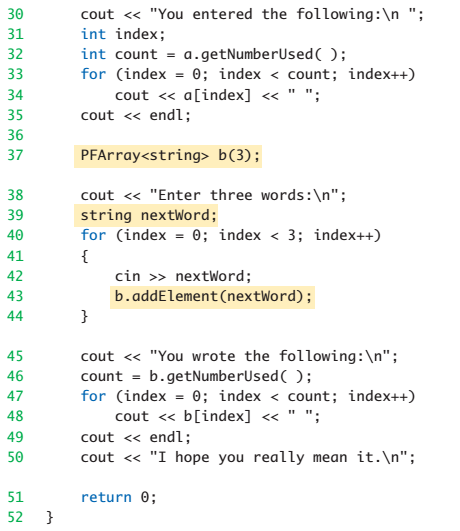 30 cout << "You entered the following:\n ";
31 int index;
32 int count = a.getNumberUsed( );
33 for (index = 0; index < count; index++)
34 cout << a[index] << " ";
35 cout << endl;
36
37 PFArray<string> b(3);
38 cout << "Enter three words:\n";
39 string nextWord;
40 for (index = 0; index < 3; index++)
41 {
42 cin >> nextWord;
43 b.addElement(nextWord);
44 }
45 cout << "You wrote the following:\n";
46 count = b.getNumberUsed( );
47 for (index = 0; index < count; index++)
48 cout << b[index] << " ";
49 cout << endl;
50 cout << "I hope you really mean it.\n";
51 return 0;
52 }